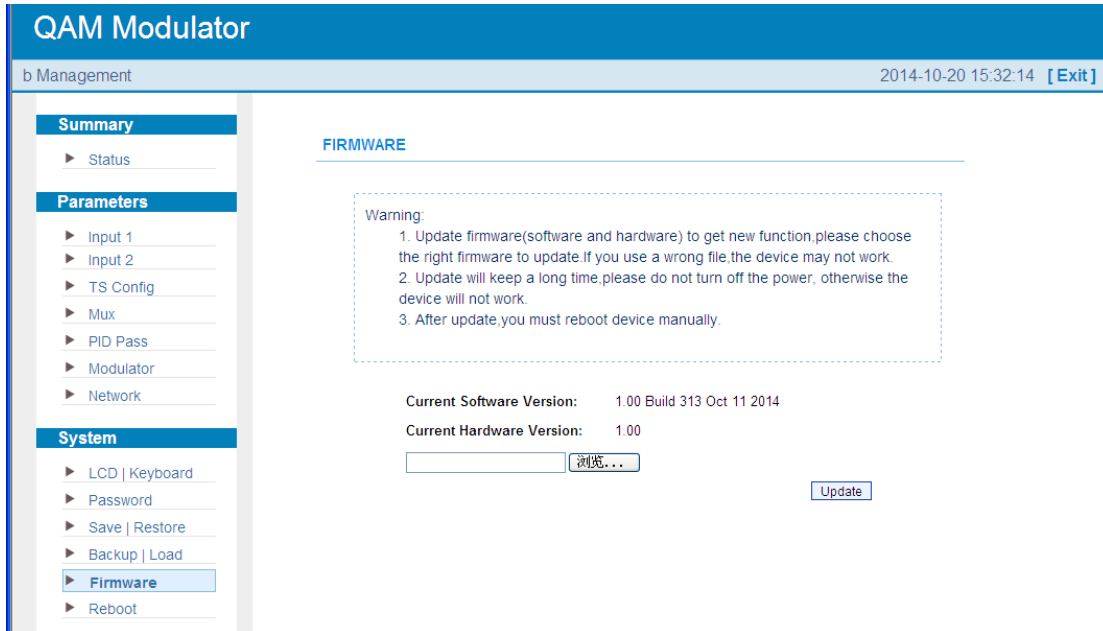 QAM Modulator
b Management
2014-10-20 15:32:14 [ Exit ]
Summary
Status
Parameters
Input 1
Input 2
TS Config
Mux
PID Pass
Modulator
Network
System
LCD | Keyboard
Password
Save | Restore
Backup | Load
Firmware
Reboot
FIRMWARE
Warning:
1. Update firmware(software and hardware) to get new function,please choose
the right firmware to update.If you use a wrong file,the device may not work.
2. Update will keep a long time,please do not turn off the power, otherwise the
device will not work.
3. After update,you must reboot device manually.
Current Software Version: 1.00 Build 313 Oct 11 2014
Current Hardware Version: 1.00
浏览...
Update